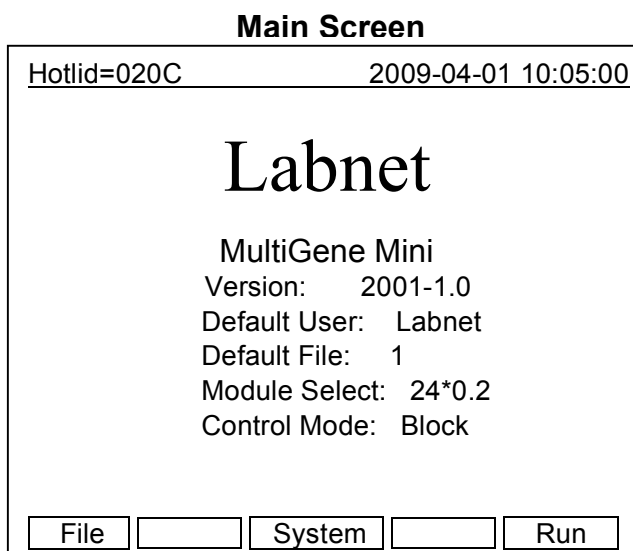 Main Screen
Hotlid=020C 2009-04-01 10:05:00
Labnet
MultiGene Mini
Version: 2001-1.0
Default User: Labnet
Default File: 1
Module Select: 24*0.2
Control Mode: Block
File System Run